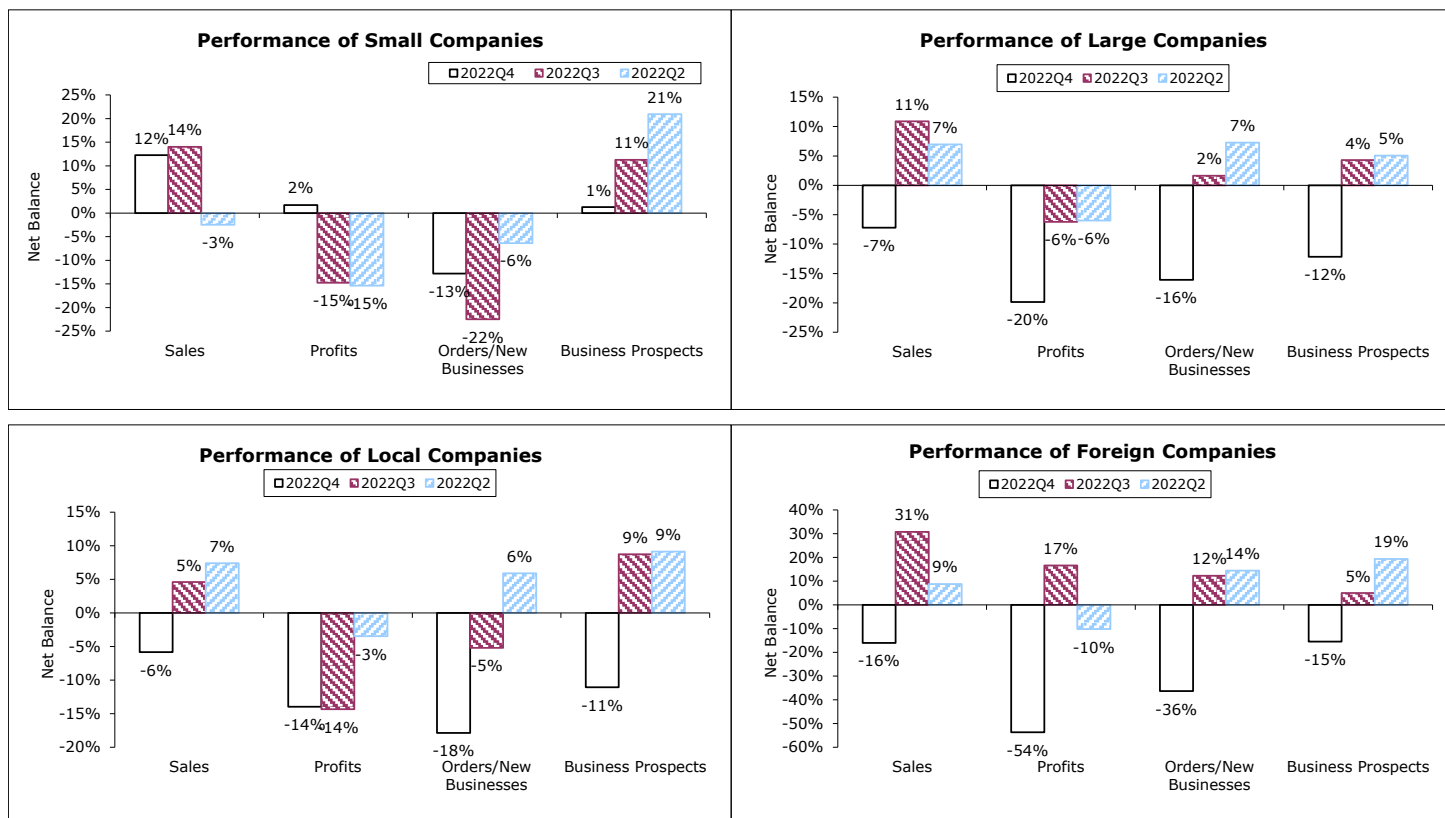 Performance of Small Companies
2022Q4 2022Q3 2022Q2
Net Balance
25%
20%
15%
10%
5%
0%
-5%
-10%
-15%
-20%
-25%
12% 14% -3%
2% -15% -15%
-13% -22% -6%
1% 11% 21%
Sales Profits Orders/New Business Prospects
Businesses
Performance of Large Companies
2022Q4 2022Q3 2022Q2
Net Balance
15%
10%
5%
0%
-5%
-10%
-15%
-20%
-25%
-7% 11% 7%
-20% -6% -6%
-16% 2% 7%
-12% 4% 5%
Sales Profits Orders/New Business Prospects
Businesses
Performance of Local Companies
2022Q4 2022Q3 2022Q2
Net Balance
15%
10%
5%
0%
-5%
-10%
-15%
-20%
-6% 5% 7%
-14% -14% -3%
-18% -5% 6%
-11% 9% 9%
Sales Profits Orders/New Business Prospects
Businesses
Performance of Foreign Companies
2022Q4 2022Q3 2022Q2
Net Balance
40%
30%
20%
10%
0%
-10%
-20%
-30%
-40%
-50%
-60%
-16% 31% 9%
-54% 17% -10%
-36% 12% 14%
-15% 5% 19%
Sales Profits Orders/New Business Prospects
Businesses